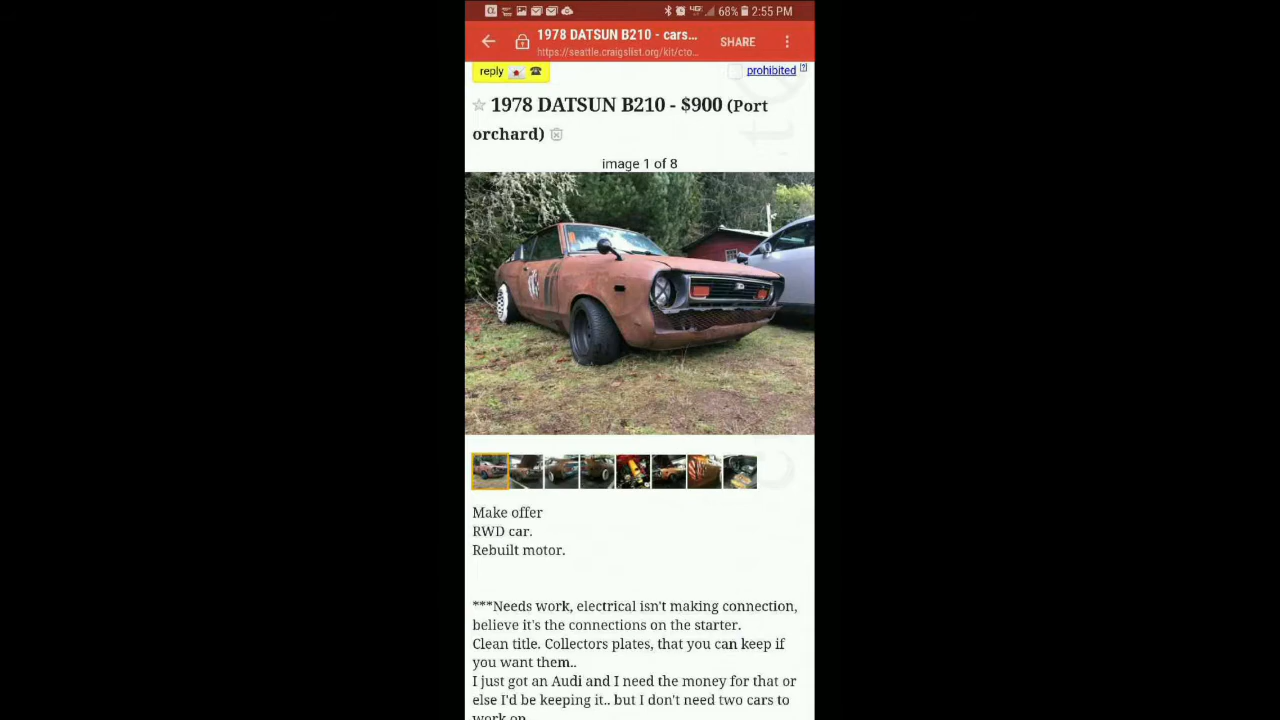 68% 2:55 PM
1978 DATSUN B210 - cars...
https://seattle.craigslist.org/kit/cto...
SHARE
reply
prohibited [?]
1978 DATSUN B210 - $900 (Port
orchard)
image 1 of 8
Make offer
RWD car.
Rebuilt motor.
***Needs work, electrical isn't making connection,
believe it's the connections on the starter.
Clean title. Collectors plates, that you can keep if
you want them..
I just got an Audi and I need the money for that or
else I'd be keeping it.. but I don't need two cars to
work on